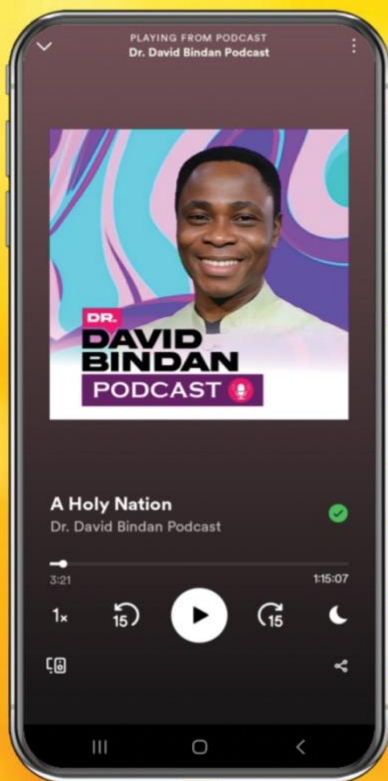 PLAYING FROM PODCAST
Dr. David Bindan Podcast
DR.
DAVID
BINDAN
PODCAST
A Holy Nation
Dr. David Bindan Podcast
3:21 1:15:07
1x 15 15